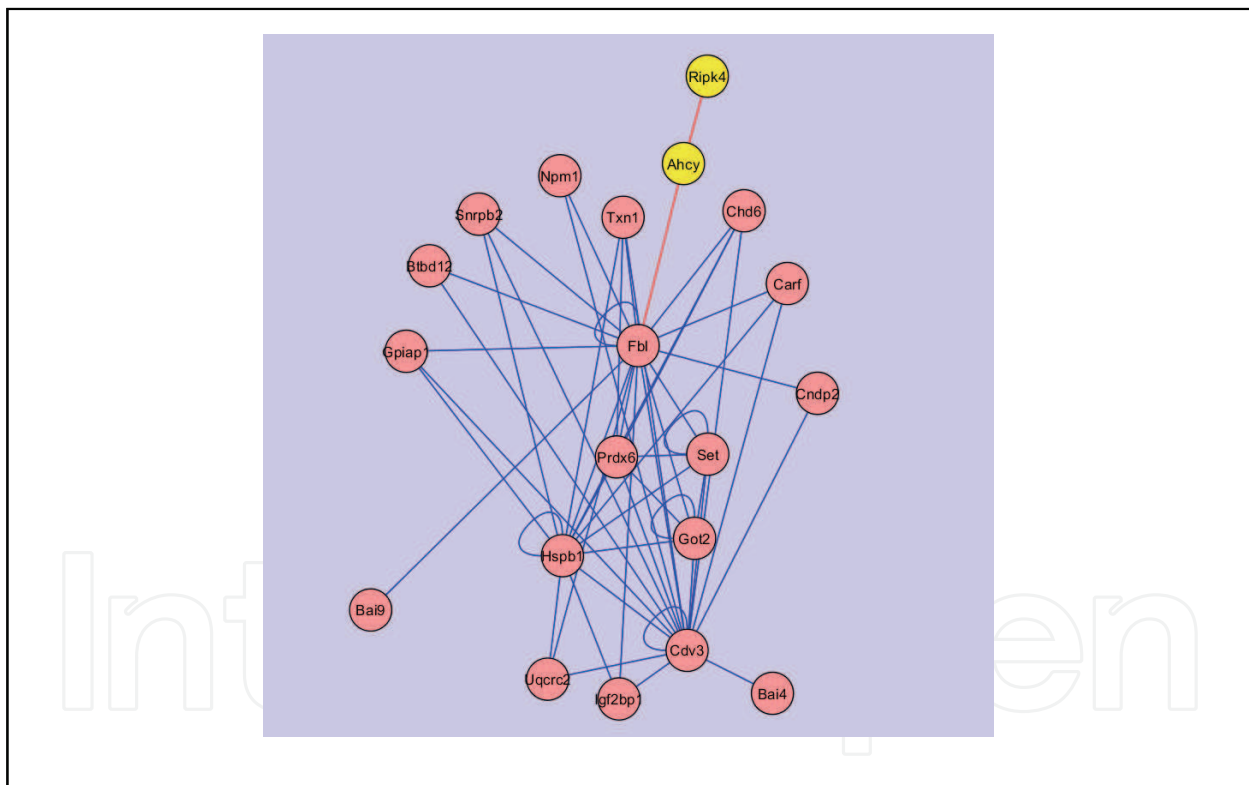 Ripk4
Ahcy
Npm1
Snrpb2
Txn1
Chd6
Btbd12
Carf
Fbl
Gpiap1
Cndp2
Prdx6
Set
Got2
Hspb1
Bai9
Cdv3
Uqcrc2
Igf2bp1
Bai4